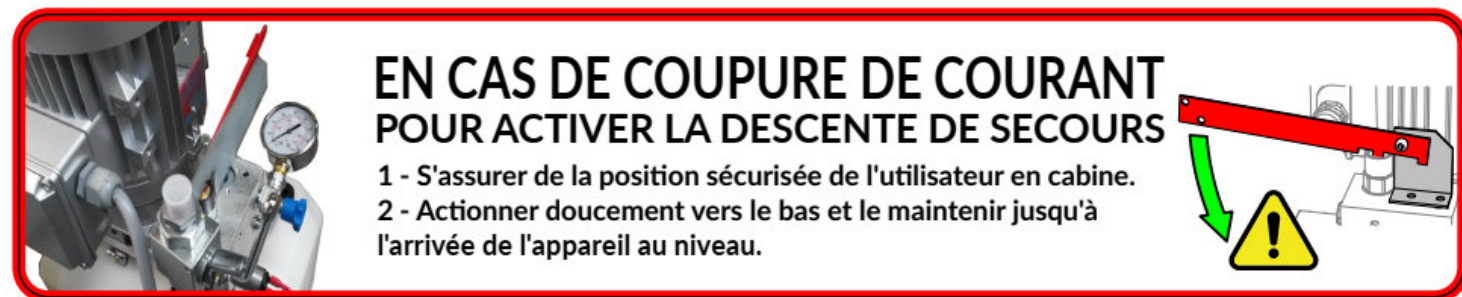 EN CAS DE COUPURE DE COURANT
POUR ACTIVER LA DESCENTE DE SECOURS
1 - S'assurer de la position sécurisée de l'utilisateur en cabine.
2 - Actionner doucement vers le bas et le maintenir jusqu'à
l'arrivée de l'appareil au niveau.